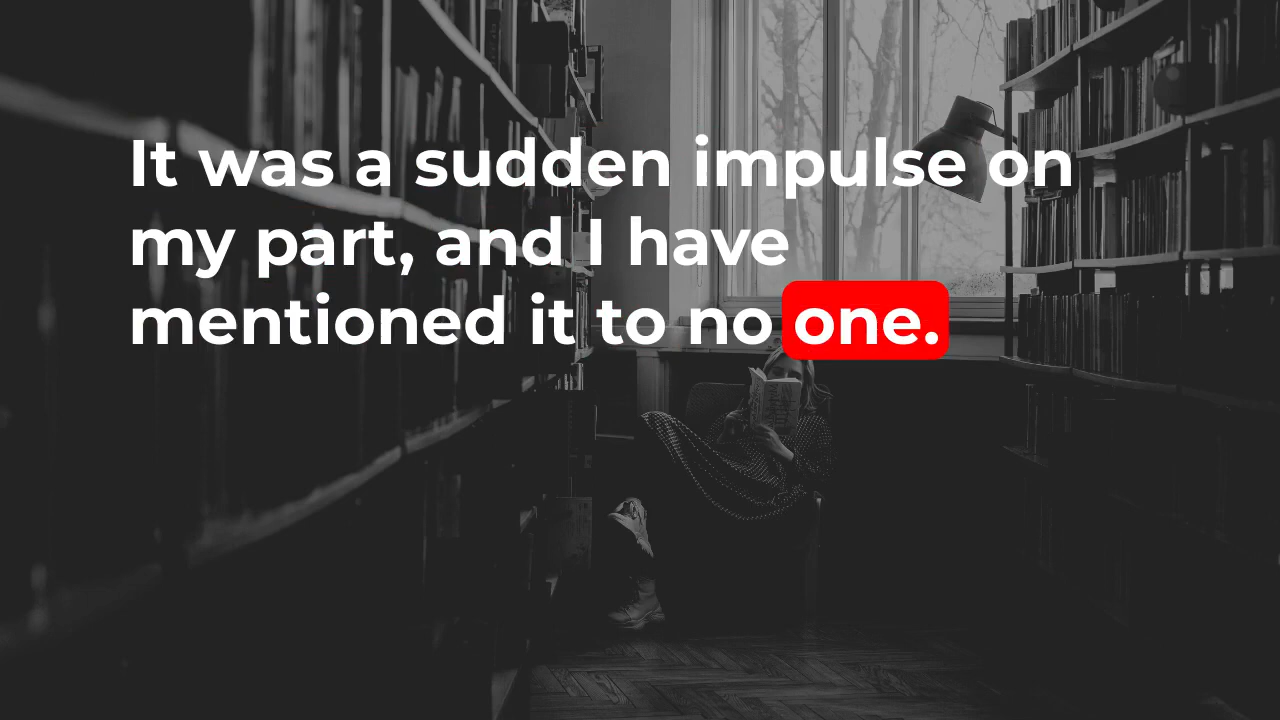 It was a sudden impulse on
my part, and I have
mentioned it to no one.